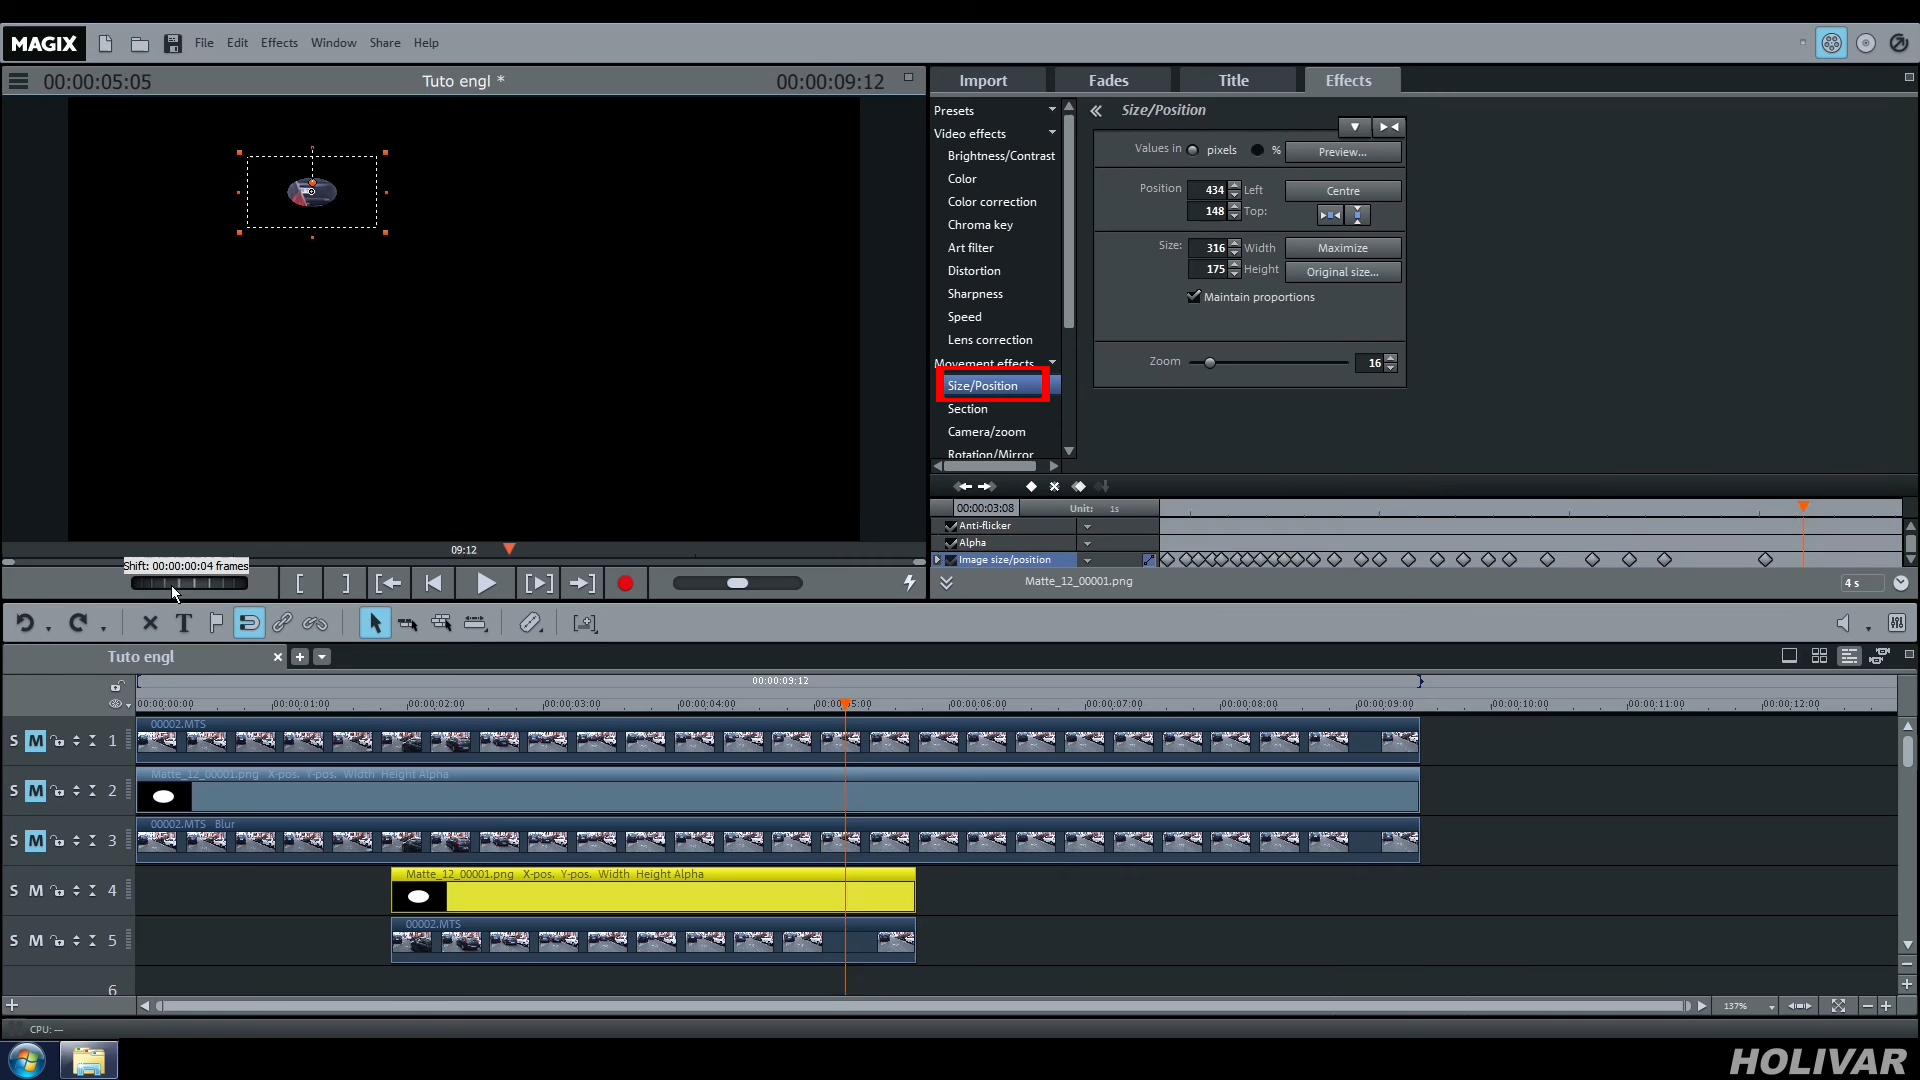 MAGIX File Edit Effects Window Share Help
00:00:05:05 Tuto engl * 00:00:09:12
Import Fades Title Effects
Presets
Video effects
Brightness/Contrast
Color
Color correction
Chroma key
Art filter
Distortion
Sharpness
Speed
Lens correction
Movement effects
Size/Position
Section
Camera/zoom
Rotation/Mirror
Size/Position
Values in pixels % Preview...
Position 434 Left Centre
148 Top:
Size: 316 Width Maximize
175 Height Original size...
Maintain proportions
Zoom 16
00:00:03:08 Unit: 1s
Anti-flicker
Alpha
Image size/position
Matte_12_00001.png 4 s
09:12
Shift: 00:00:00:04 frames
Tuto engl
00:00:09:12
00:00:00:00 00:00:01:00 00:00:02:00 00:00:03:00 00:00:04:00 00:00:05:00 00:00:06:00 00:00:07:00 00:00:08:00 00:00:09:00 00:00:10:00 00:00:11:00 00:00:12:00
00002.MTS
S M 1
Matte_12_00001.png X-pos. Y-pos. Width Height Alpha
S M 2
00002.MTS Blur
S M 3
Matte_12_00001.png X-pos. Y-pos. Width Height Alpha
S M 4
00002.MTS
S M 5
6
137%
CPU: —
HOLIVAR